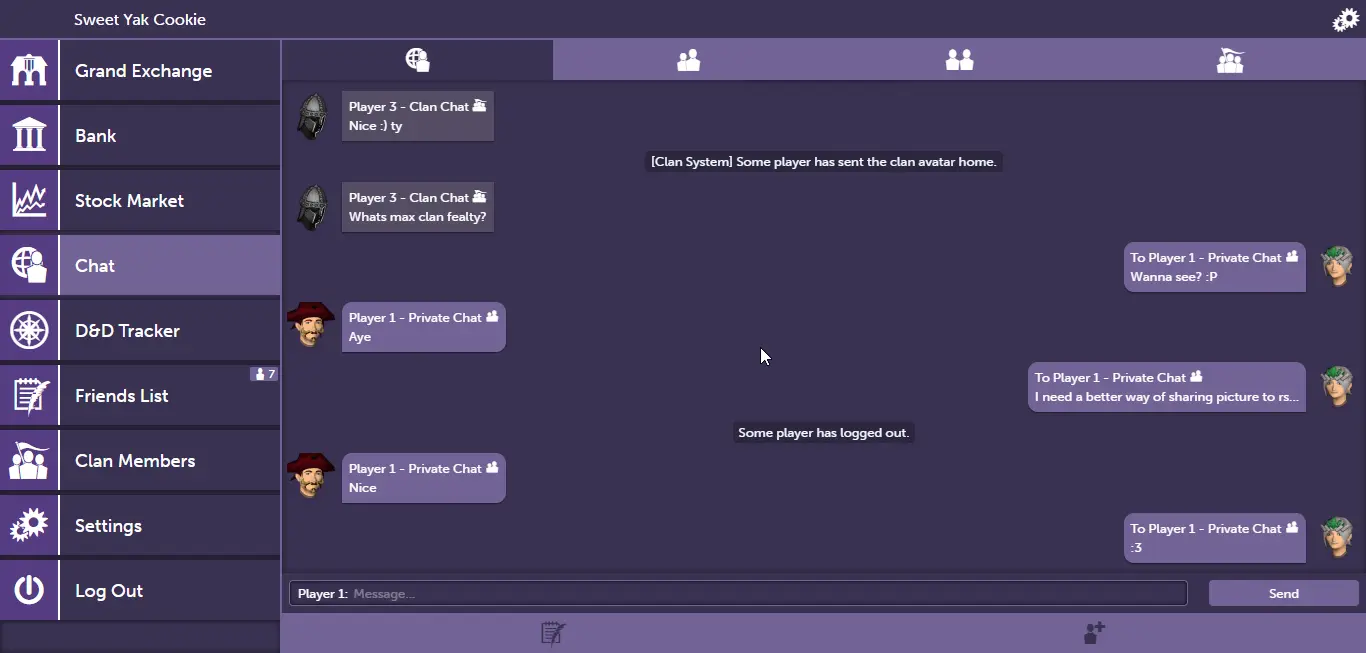 Sweet Yak Cookie
Grand Exchange
Bank
Stock Market
Chat
D&D Tracker
7
Friends List
Clan Members
Settings
Log Out
Player 3 - Clan Chat
Nice :) ty
[Clan System] Some player has sent the clan avatar home.
Player 3 - Clan Chat
Whats max clan fealty?
To Player 1 - Private Chat
Wanna see? :P
Player 1 - Private Chat
Aye
To Player 1 - Private Chat
I need a better way of sharing picture to rs...
Some player has logged out.
Player 1 - Private Chat
Nice
To Player 1 - Private Chat
:3
Player 1: Message...
Send